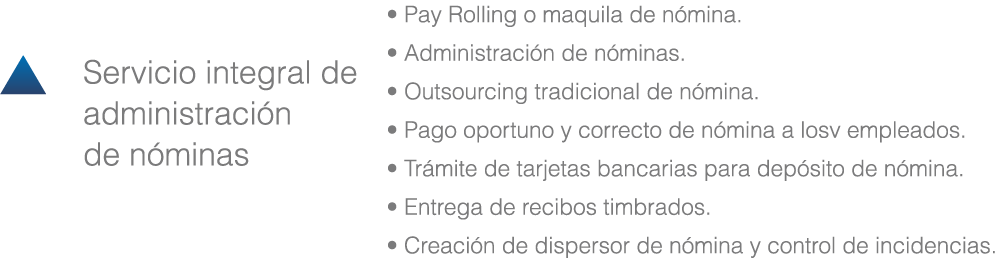 Servicio integral de
administración
de nóminas
• Pay Rolling o maquila de nómina.
• Administración de nóminas.
• Outsourcing tradicional de nómina.
• Pago oportuno y correcto de nómina a losv empleados.
• Trámite de tarjetas bancarias para depósito de nómina.
• Entrega de recibos timbrados.
• Creación de dispersor de nómina y control de incidencias.